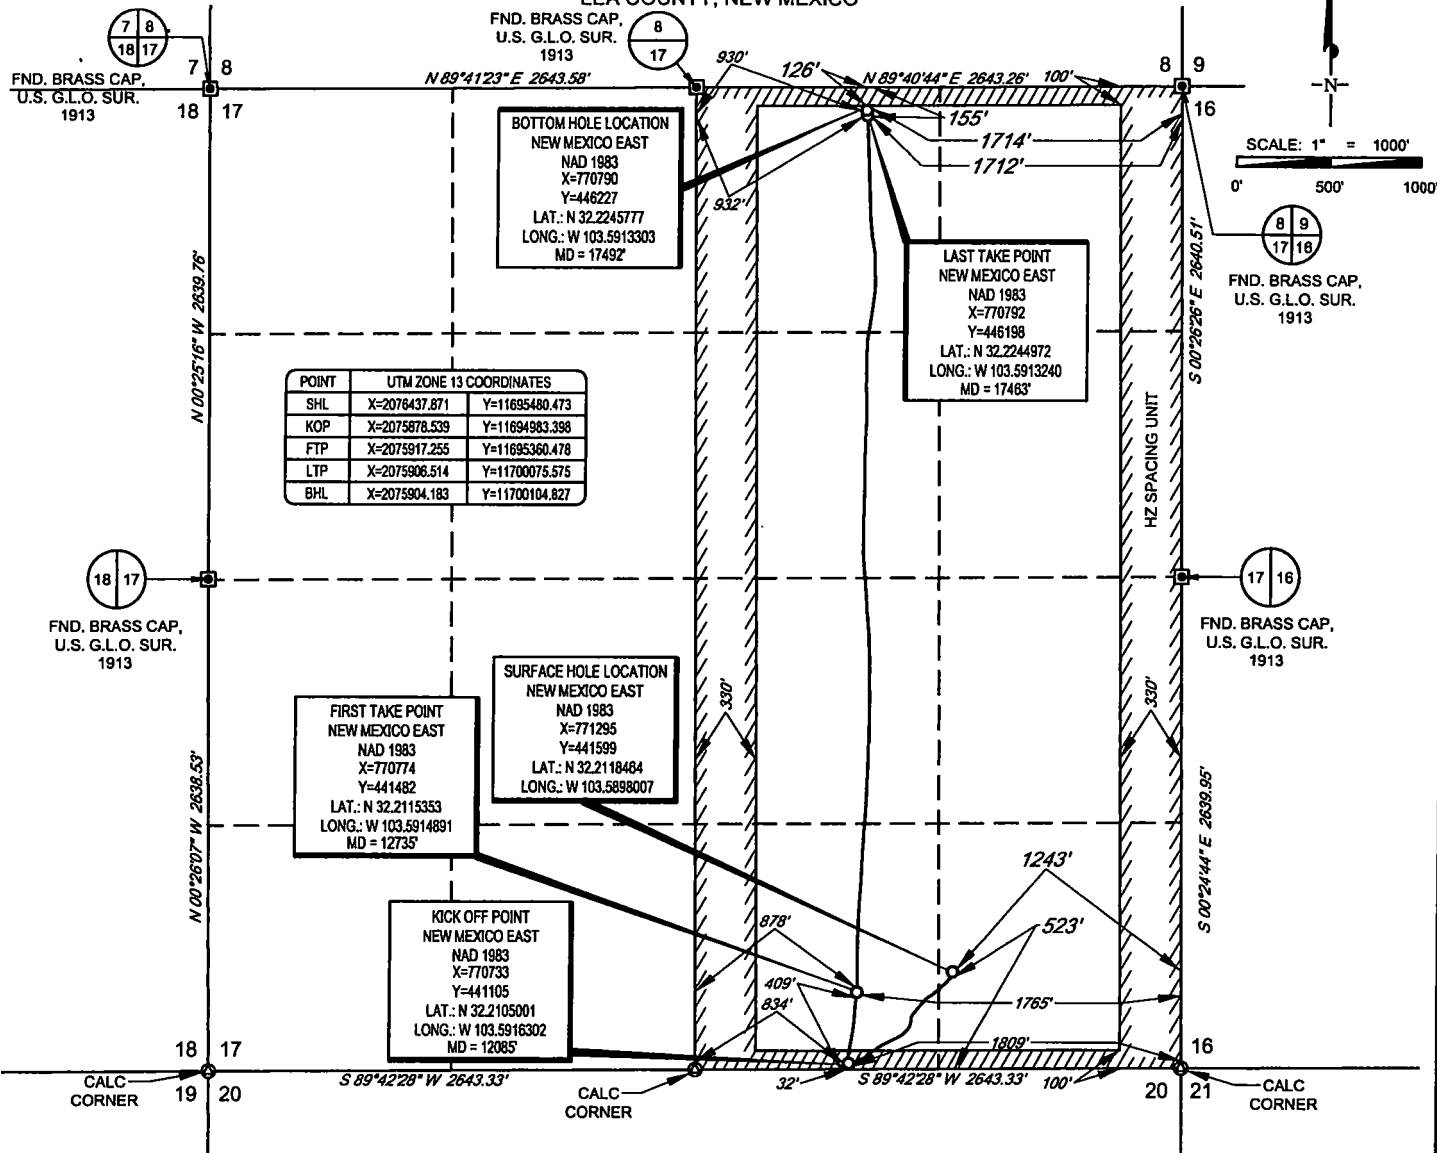 LEA COUNTY, NEW MEXICO
FND. BRASS CAP,
U.S. G.L.O. SUR.
1913
7 8
18 17
8
17
FND. BRASS CAP,
U.S. G.L.O. SUR.
1913
7 8
18 17
N 89°41'23" E 2643.58'
930'
126'
N 89°40'44" E 2643.26'
100'
8 9
16
N
155'
1714'
1712'
932'
SCALE: 1" = 1000'
0' 500' 1000'
8 9
17 16
FND. BRASS CAP,
U.S. G.L.O. SUR.
1913
BOTTOM HOLE LOCATION
NEW MEXICO EAST
NAD 1983
X=770790
Y=446227
LAT.: N 32.2245777
LONG.: W 103.5913303
MD = 17492'
LAST TAKE POINT
NEW MEXICO EAST
NAD 1983
X=770792
Y=446198
LAT.: N 32.2244972
LONG.: W 103.5913240
MD = 17463'
N 00°25'16" W 2639.76'
S 00°26'26" E 2640.51'
POINT UTM ZONE 13 COORDINATES
SHL X=2076437.871 Y=11695480.473
KOP X=2075878.539 Y=11694983.398
FTP X=2075917.255 Y=11695360.478
LTP X=2075906.514 Y=11700075.575
BHL X=2075904.183 Y=11700104.827
HZ SPACING UNIT
18 17
FND. BRASS CAP,
U.S. G.L.O. SUR.
1913
17 16
FND. BRASS CAP,
U.S. G.L.O. SUR.
1913
SURFACE HOLE LOCATION
NEW MEXICO EAST
NAD 1983
X=771295
Y=441599
LAT.: N 32.2118464
LONG.: W 103.5898007
FIRST TAKE POINT
NEW MEXICO EAST
NAD 1983
X=770774
Y=441482
LAT.: N 32.2115353
LONG.: W 103.5914891
MD = 12735'
330'
330'
N 00°26'07" W 2638.53'
S 00°24'44" E 2639.95'
1243'
523'
878'
409'
834'
1765'
1809'
KICK OFF POINT
NEW MEXICO EAST
NAD 1983
X=770733
Y=441105
LAT.: N 32.2105001
LONG.: W 103.5916302
MD = 12085'
18 17
19 20
CALC
CORNER
S 89°42'28" W 2643.33'
CALC
CORNER
32'
S 89°42'28" W 2643.33'
100'
16
20 21
CALC
CORNER